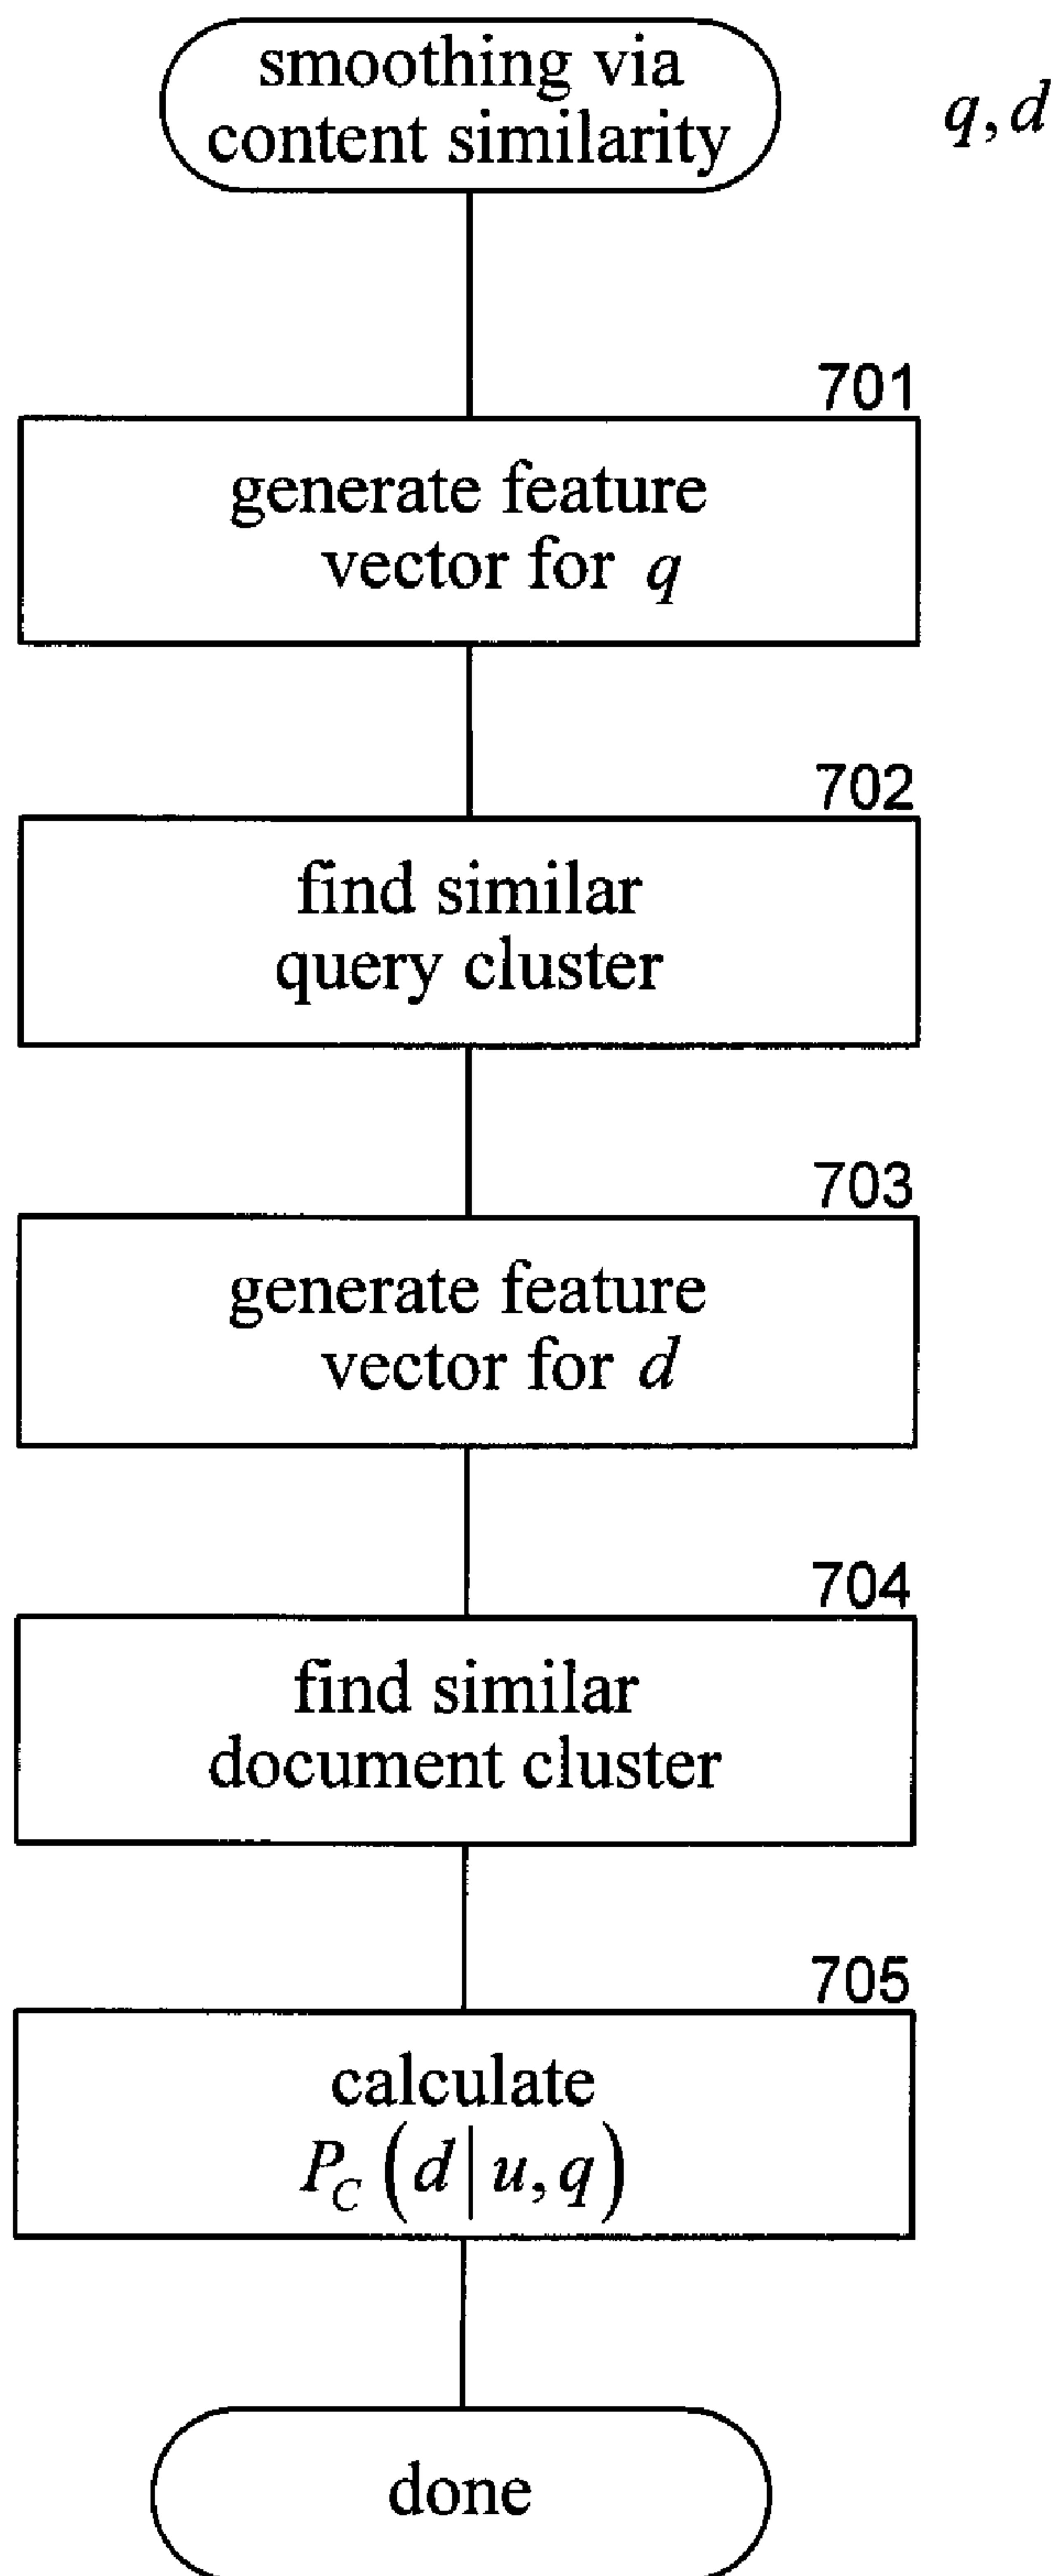 smoothing via
content similarity
q, d
701
generate feature
vector for q
702
find similar
query cluster
703
generate feature
vector for d
704
find similar
document cluster
705
calculate
P_C (d | u, q)
done